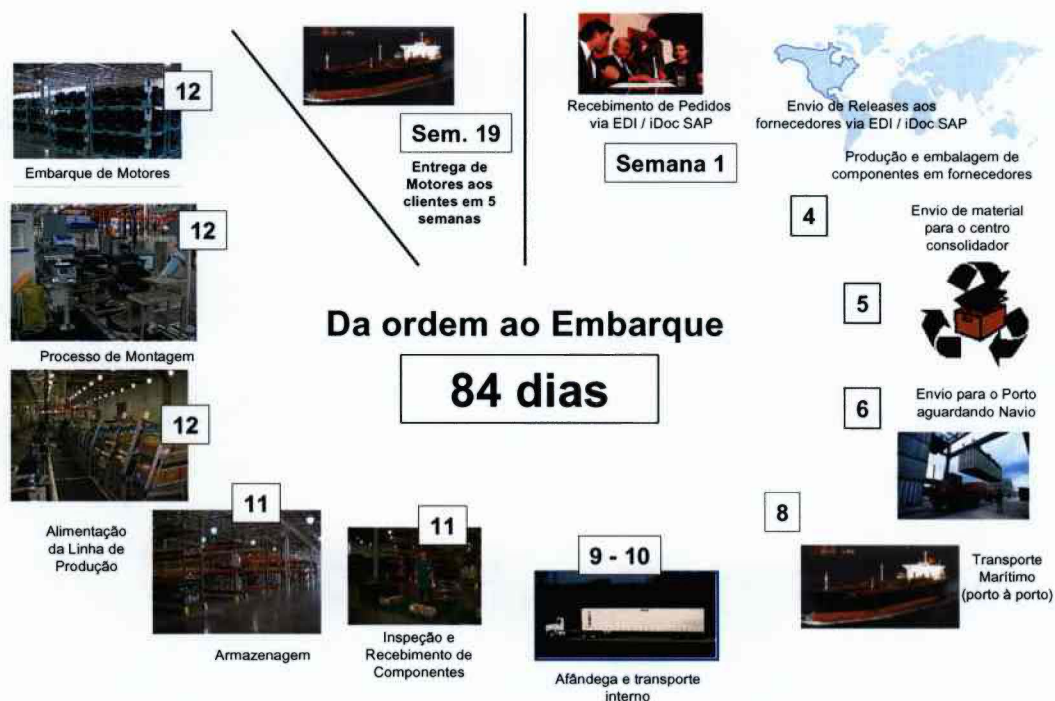 Recebimento de Pedidos
via EDI / iDoc SAP
Semana 1
Envio de Releases aos
fornecedores via EDI / iDoc SAP
Produção e embalagem de
componentes em fornecedores
4
Envio de material
para o centro
consolidador
5
6
Envio para o Porto
aguardando Navio
8
Transporte
Marítimo
(porto à porto)
9 - 10
Afândega e transporte
interno
11
Inspeção e
Recebimento de
Componentes
11
Armazenagem
12
Alimentação
da Linha de
Produção
12
Processo de Montagem
12
Embarque de Motores
Sem. 19
Entrega de
Motores aos
clientes em 5
semanas
Da ordem ao Embarque
84 dias